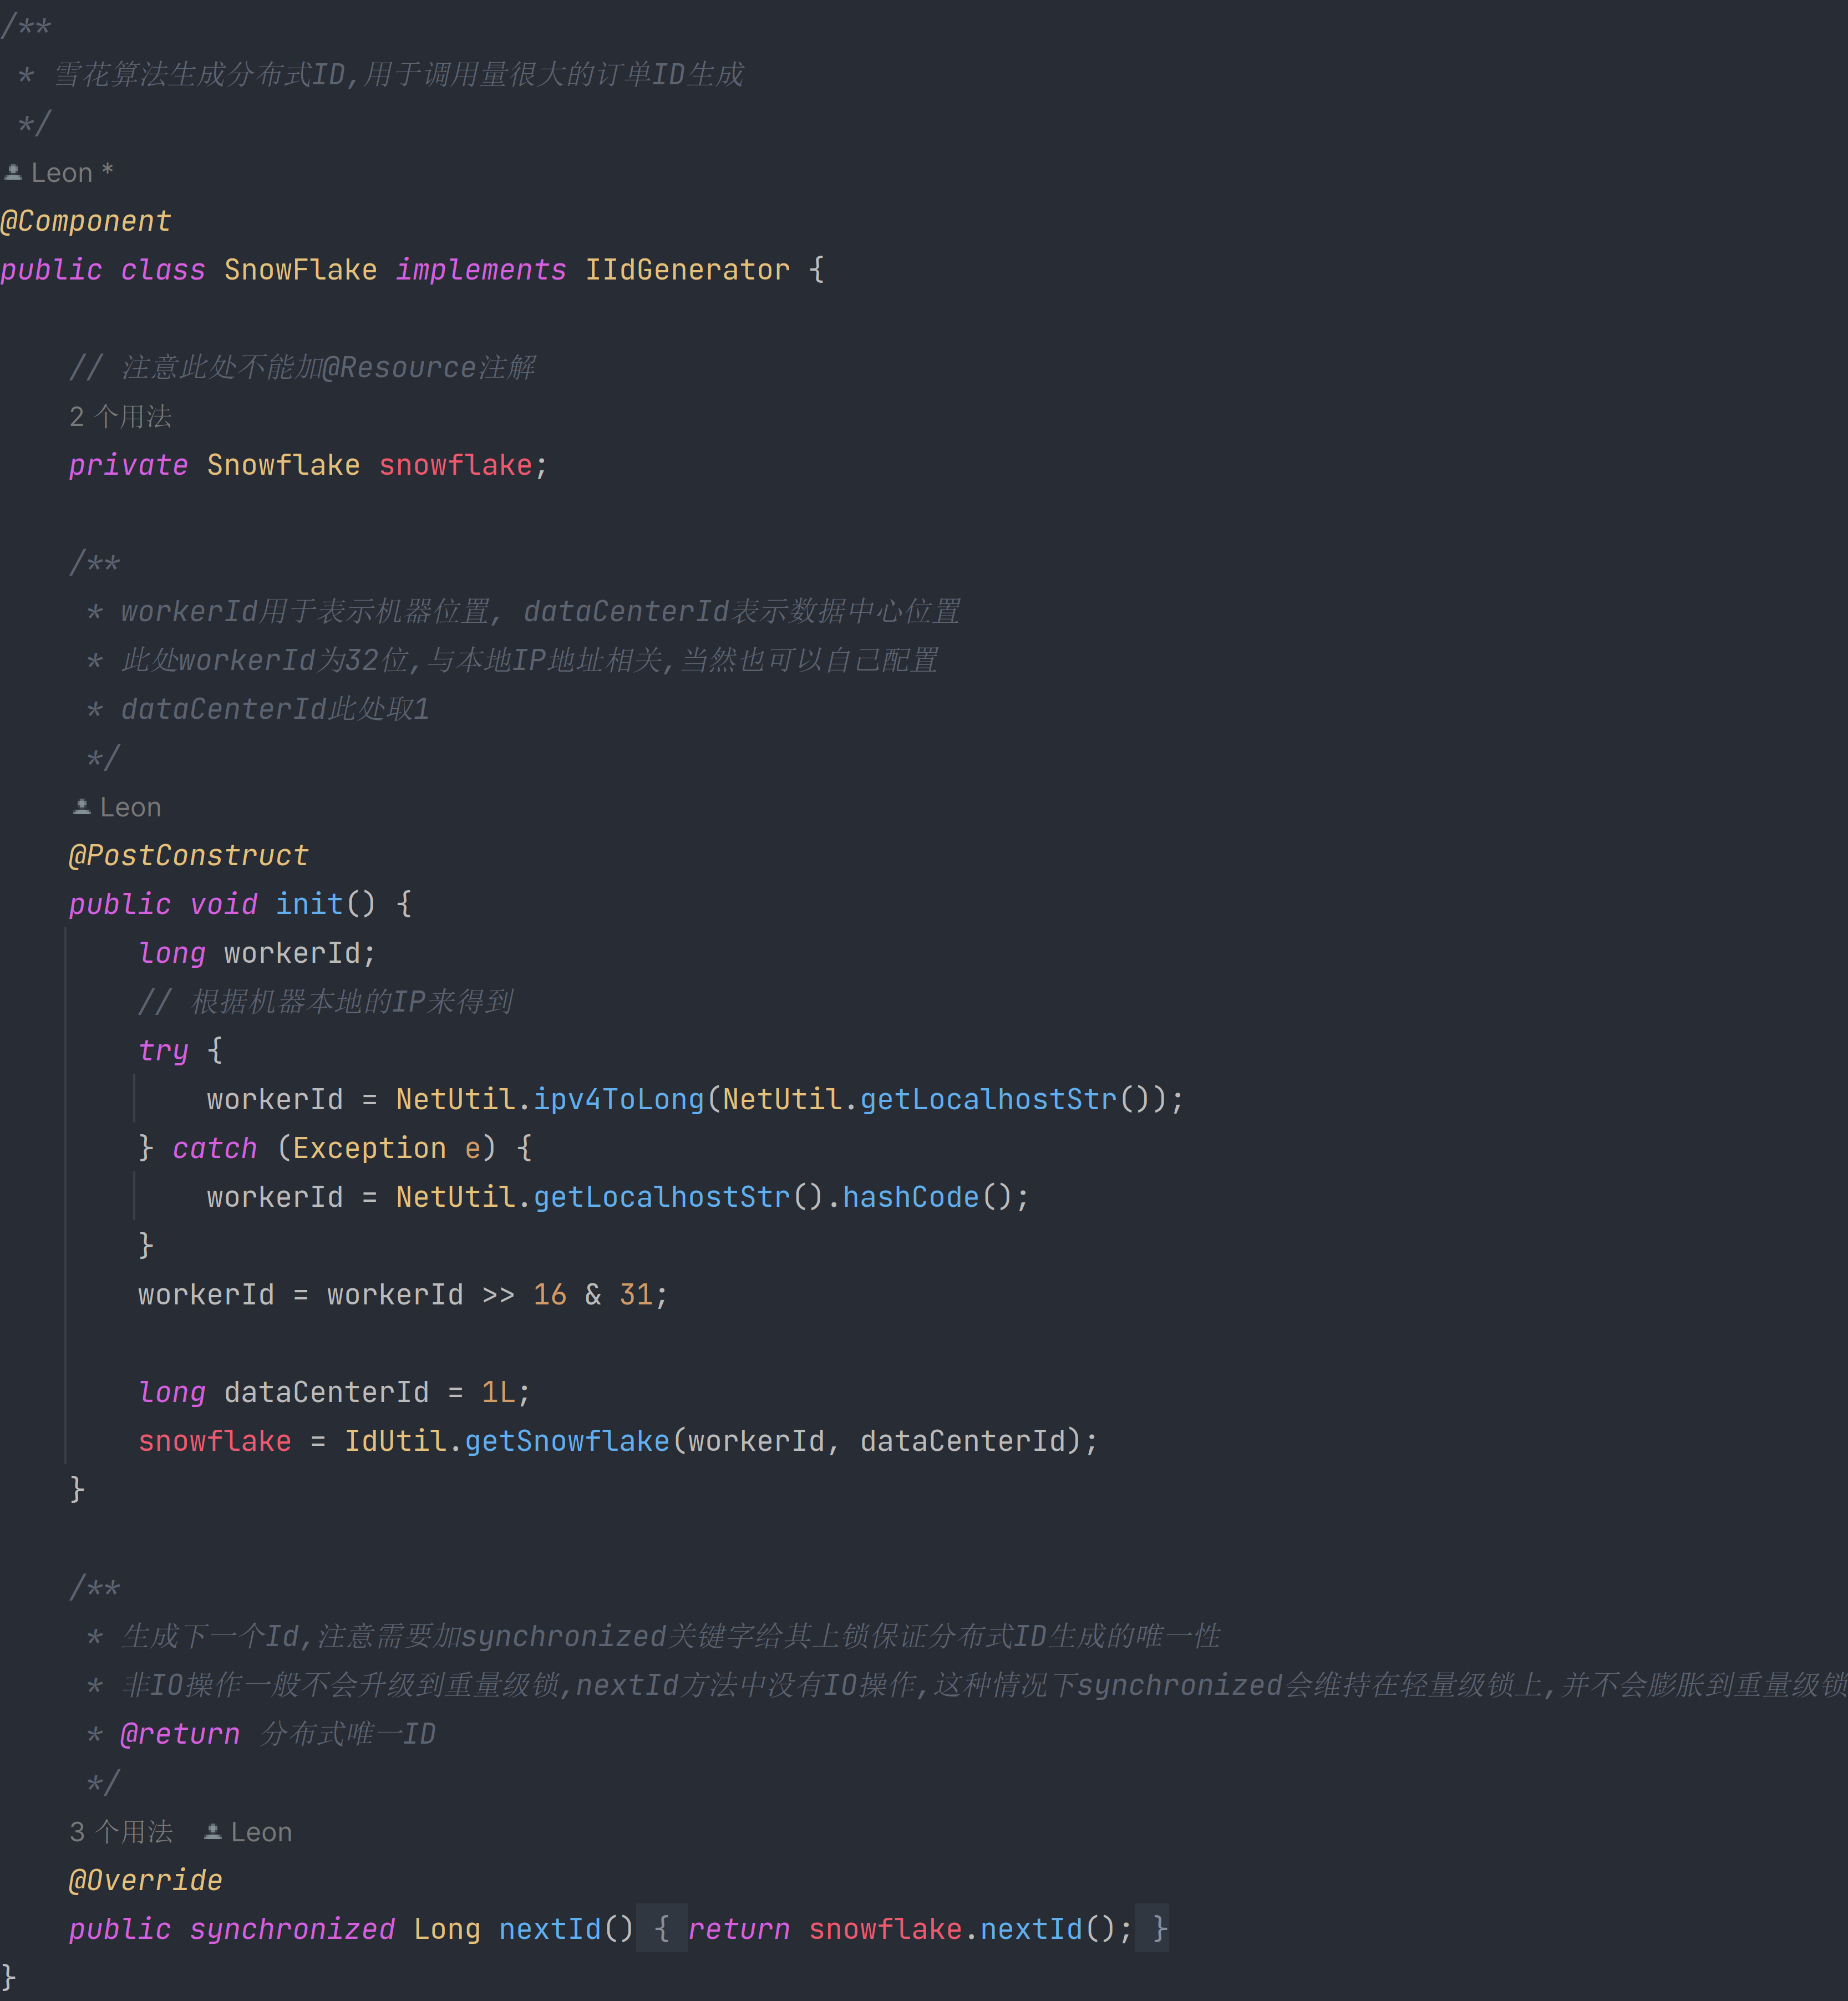 /**
 * 雪花算法生成分布式ID,用于调用量很大的订单ID生成
 */
Leon *
@Component
public class SnowFlake implements IIdGenerator {
    // 注意此处不能加@Resource注解
    2 个用法
    private Snowflake snowflake;
    /**
     * workerId用于表示机器位置, dataCenterId表示数据中心位置
     * 此处workerId为32位,与本地IP地址相关,当然也可以自己配置
     * dataCenterId此处取1
     */
    Leon
    @PostConstruct
    public void init() {
        long workerId;
        // 根据机器本地的IP来得到
        try {
            workerId = NetUtil.ipv4ToLong(NetUtil.getLocalhostStr());
        } catch (Exception e) {
            workerId = NetUtil.getLocalhostStr().hashCode();
        }
        workerId = workerId >> 16 & 31;
        long dataCenterId = 1L;
        snowflake = IdUtil.getSnowflake(workerId, dataCenterId);
    }
    /**
     * 生成下一个Id,注意需要加synchronized关键字给其上锁保证分布式ID生成的唯一性
     * 非IO操作一般不会升级到重量级锁,nextId方法中没有IO操作,这种情况下synchronized会维持在轻量级锁上,并不会膨胀到重量级锁
     * @return 分布式唯一ID
     */
    3 个用法 Leon
    @Override
    public synchronized Long nextId() { return snowflake.nextId(); }
}